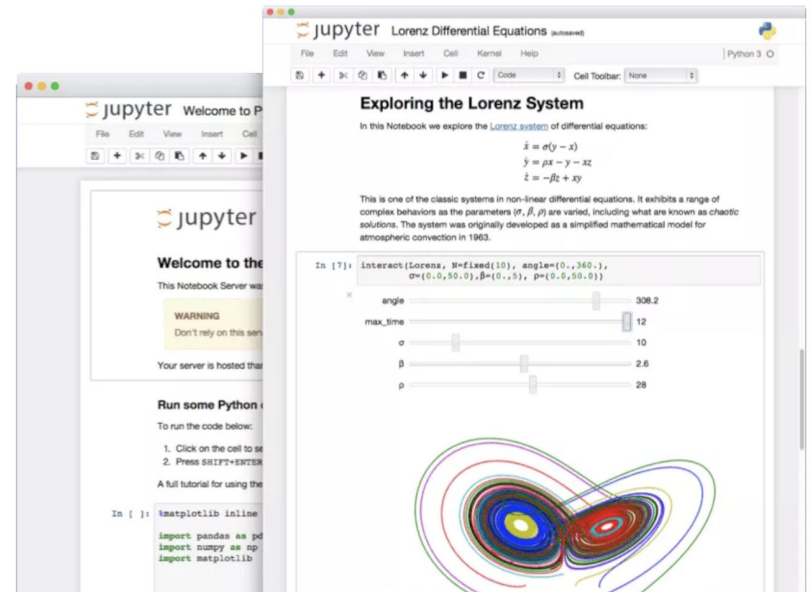 jupyter Lorenz Differential Equations (autosaved)
File Edit View Insert Cell Kernel Help Python 3
Code Cell Toolbar: None
Exploring the Lorenz System
In this Notebook we explore the Lorenz system of differential equations:
ẋ = σ(y − x)
ẏ = ρx − y − xz
ż = −βz + xy
This is one of the classic systems in non-linear differential equations. It exhibits a range of
complex behaviors as the parameters (σ, β, ρ) are varied, including what are known as chaotic
solutions. The system was originally developed as a simplified mathematical model for
atmospheric convection in 1963.
In [7]: interact(Lorenz, N=fixed(10), angle=(0.,360.),
σ=(0.0,50.0),β=(0.,5), ρ=(0.0,50.0))
angle 308.2
max_time 12
σ 10
β 2.6
ρ 28
jupyter Welcome to P
File Edit View Insert Cell
jupyter
Welcome to the
This Notebook Server was
WARNING
Don't rely on this serv
Your server is hosted than
Run some Python
To run the code below:
1. Click on the cell to se
2. Press SHIFT+ENTER
A full tutorial for using the
In [ ]: %matplotlib inline
import pandas as pd
import numpy as np
import matplotlib